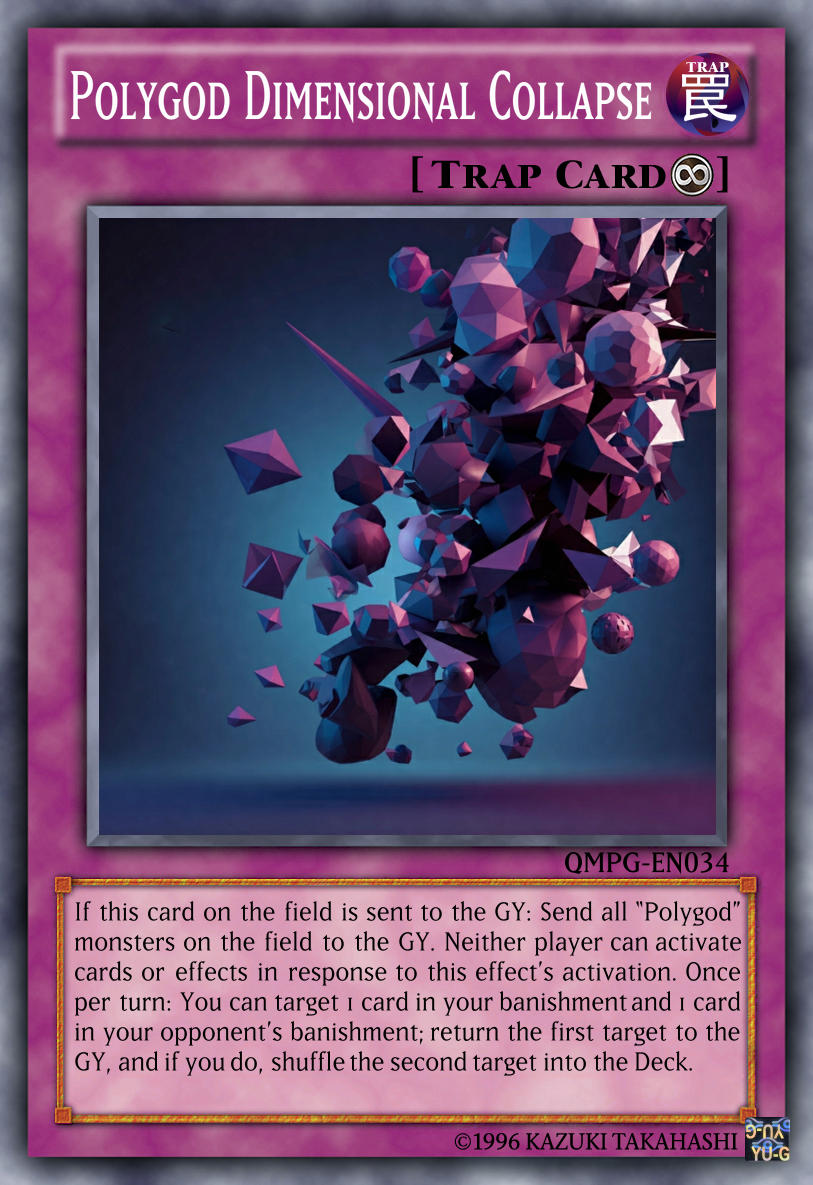 Polygod Dimensional Collapse
TRAP
罠
[Trap Card♾]
QMPG-EN034
If this card on the field is sent to the GY: Send all "Polygod"
monsters on the field to the GY. Neither player can activate
cards or effects in response to this effect's activation. Once
per turn: You can target 1 card in your banishment and 1 card
in your opponent's banishment; return the first target to the
GY, and if you do, shuffle the second target into the Deck.
©1996 KAZUKI TAKAHASHI
YU-G
YU-G